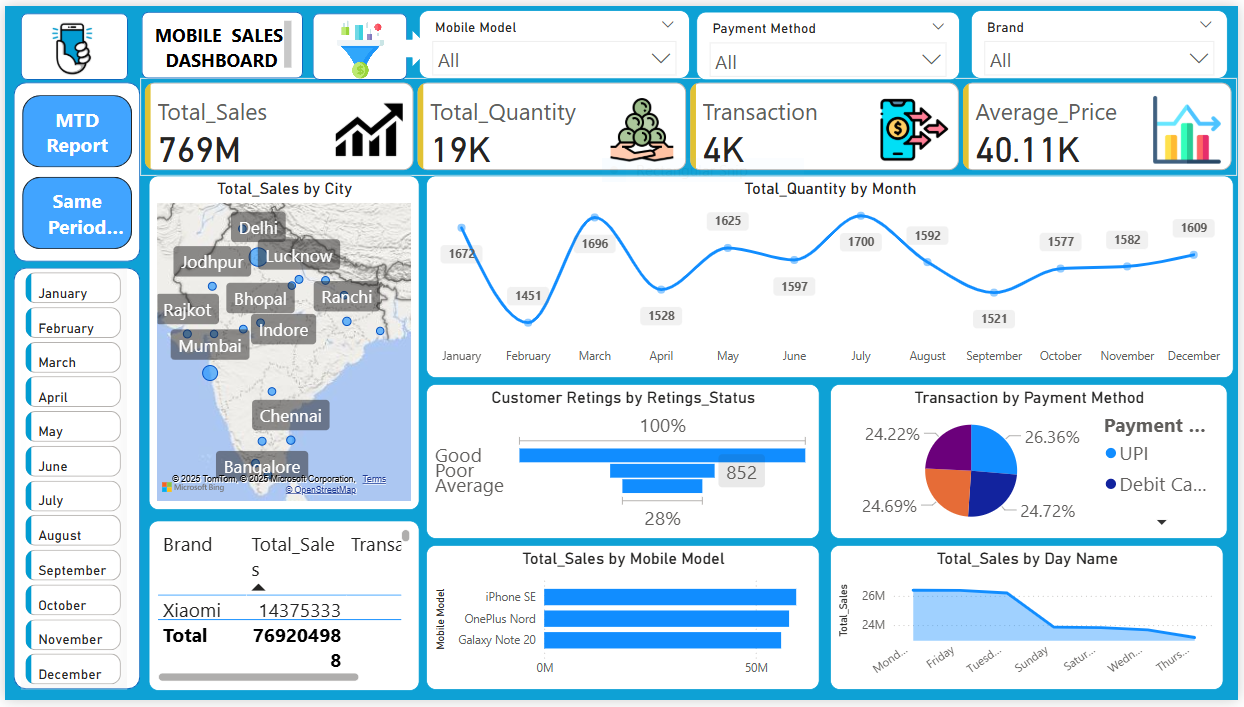 MOBILE SALES
DASHBOARD
Mobile Model
All
Payment Method
All
Brand
All
MTD
Report
Same
Period...
Total_Sales
769M
Total_Quantity
19K
Transaction
4K
Average_Price
40.11K
January
February
March
April
May
June
July
August
September
October
November
December
Total_Sales by City
Delhi
Lucknow
Jodhpur
Bhopal
Ranchi
Rajkot
Indore
Mumbai
Chennai
Bangalore
© 2025 TomTom, © 2025 Microsoft Corporation, Terms
Microsoft Bing
© OpenStreetMap
Total_Quantity by Month
1672
1451
1696
1528
1625
1597
1700
1592
1521
1577
1582
1609
January
February
March
April
May
June
July
August
September
October
November
December
Customer Retings by Retings_Status
100%
Good
Poor
Average
852
28%
Transaction by Payment Method
24.22%
26.36%
24.69%
24.72%
Payment ...
UPI
Debit Ca...
Brand
Total_Sale
s
Transa
Xiaomi
14375333
Total
76920498
8
Total_Sales by Mobile Model
Mobile Model
iPhone SE
OnePlus Nord
Galaxy Note 20
0M
50M
Total_Sales by Day Name
Total_Sales
26M
24M
Mond...
Friday
Tuesd...
Sunday
Satur...
Wedn...
Thurs...